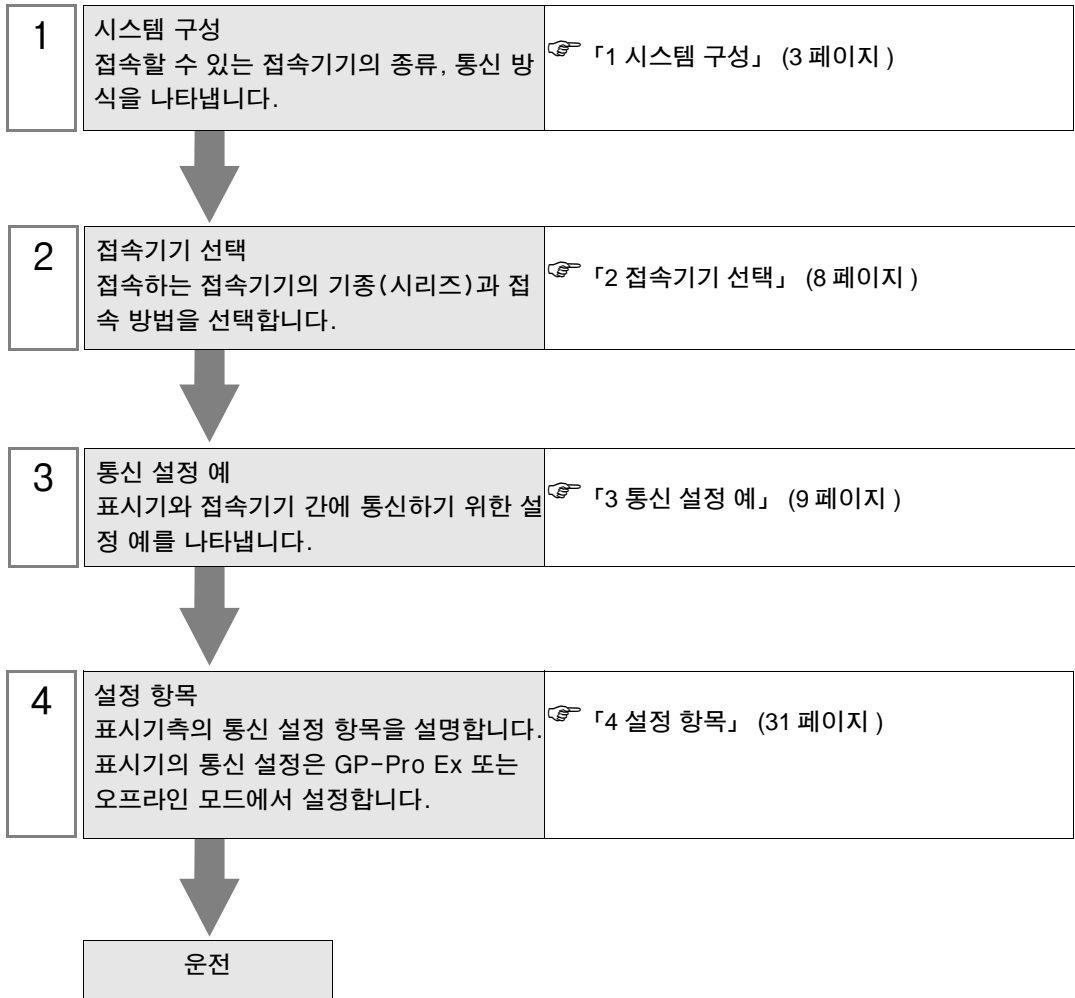 1
시스템 구성
접속할 수 있는 접속기기의 종류, 통신 방
식을 나타냅니다.
☞ 「1 시스템 구성」 (3 페이지 )
2
접속기기 선택
접속하는 접속기기의 기종(시리즈)과 접
속 방법을 선택합니다.
☞ 「2 접속기기 선택」 (8 페이지 )
3
통신 설정 예
표시기와 접속기기 간에 통신하기 위한 설
정 예를 나타냅니다.
☞ 「3 통신 설정 예」 (9 페이지 )
4
설정 항목
표시기측의 통신 설정 항목을 설명합니다.
표시기의 통신 설정은 GP-Pro Ex 또는
오프라인 모드에서 설정합니다.
☞ 「4 설정 항목」 (31 페이지 )
운전